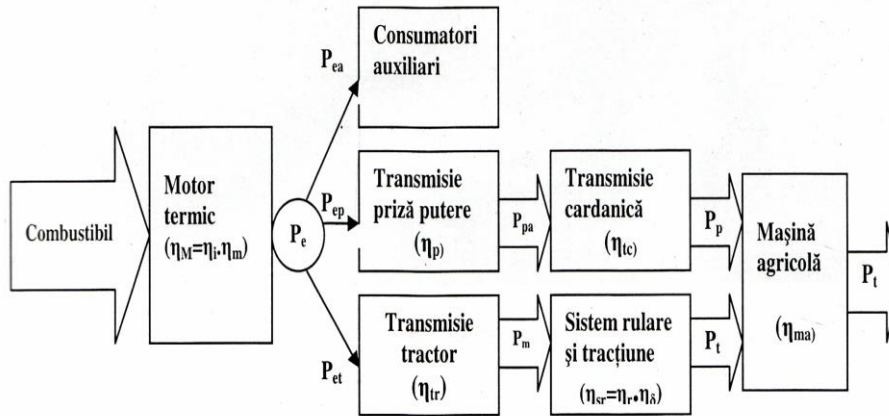 Consumatori
auxiliari
P_ea
Combustibil
Motor
termic
(η_M=η_i.η_m)
P_e
P_ep
Transmisie
priză putere
(η_p)
P_pa
Transmisie
cardanică
(η_tc)
P_p
Mașină
agricolă
(η_ma)
P_t
P_et
Transmisie
tractor
(η_tr)
P_m
Sistem rulare
și tracțiune
(η_sr=η_r.η_δ)
P_t